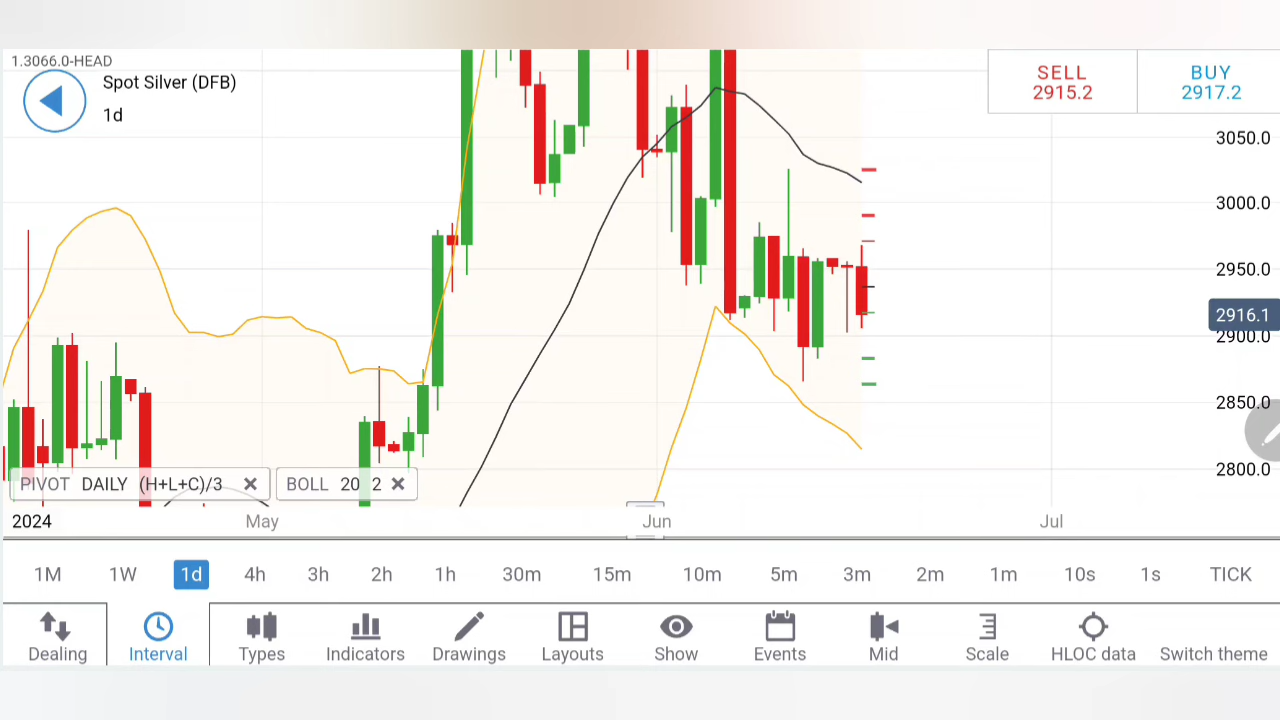 1.3066.0-HEAD
Spot Silver (DFB)
1d
SELL
2915.2
BUY
2917.2
3050.0
3000.0
2950.0
2916.1
2900.0
2850.0
2800.0
PIVOT DAILY (H+L+C)/3
BOLL 20 2
2024 May Jun Jul
1M 1W 1d 4h 3h 2h 1h 30m 15m 10m 5m 3m 2m 1m 10s 1s TICK
Dealing Interval Types Indicators Drawings Layouts Show Events Mid Scale HLOC data Switch theme